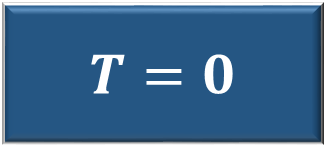 T = 0